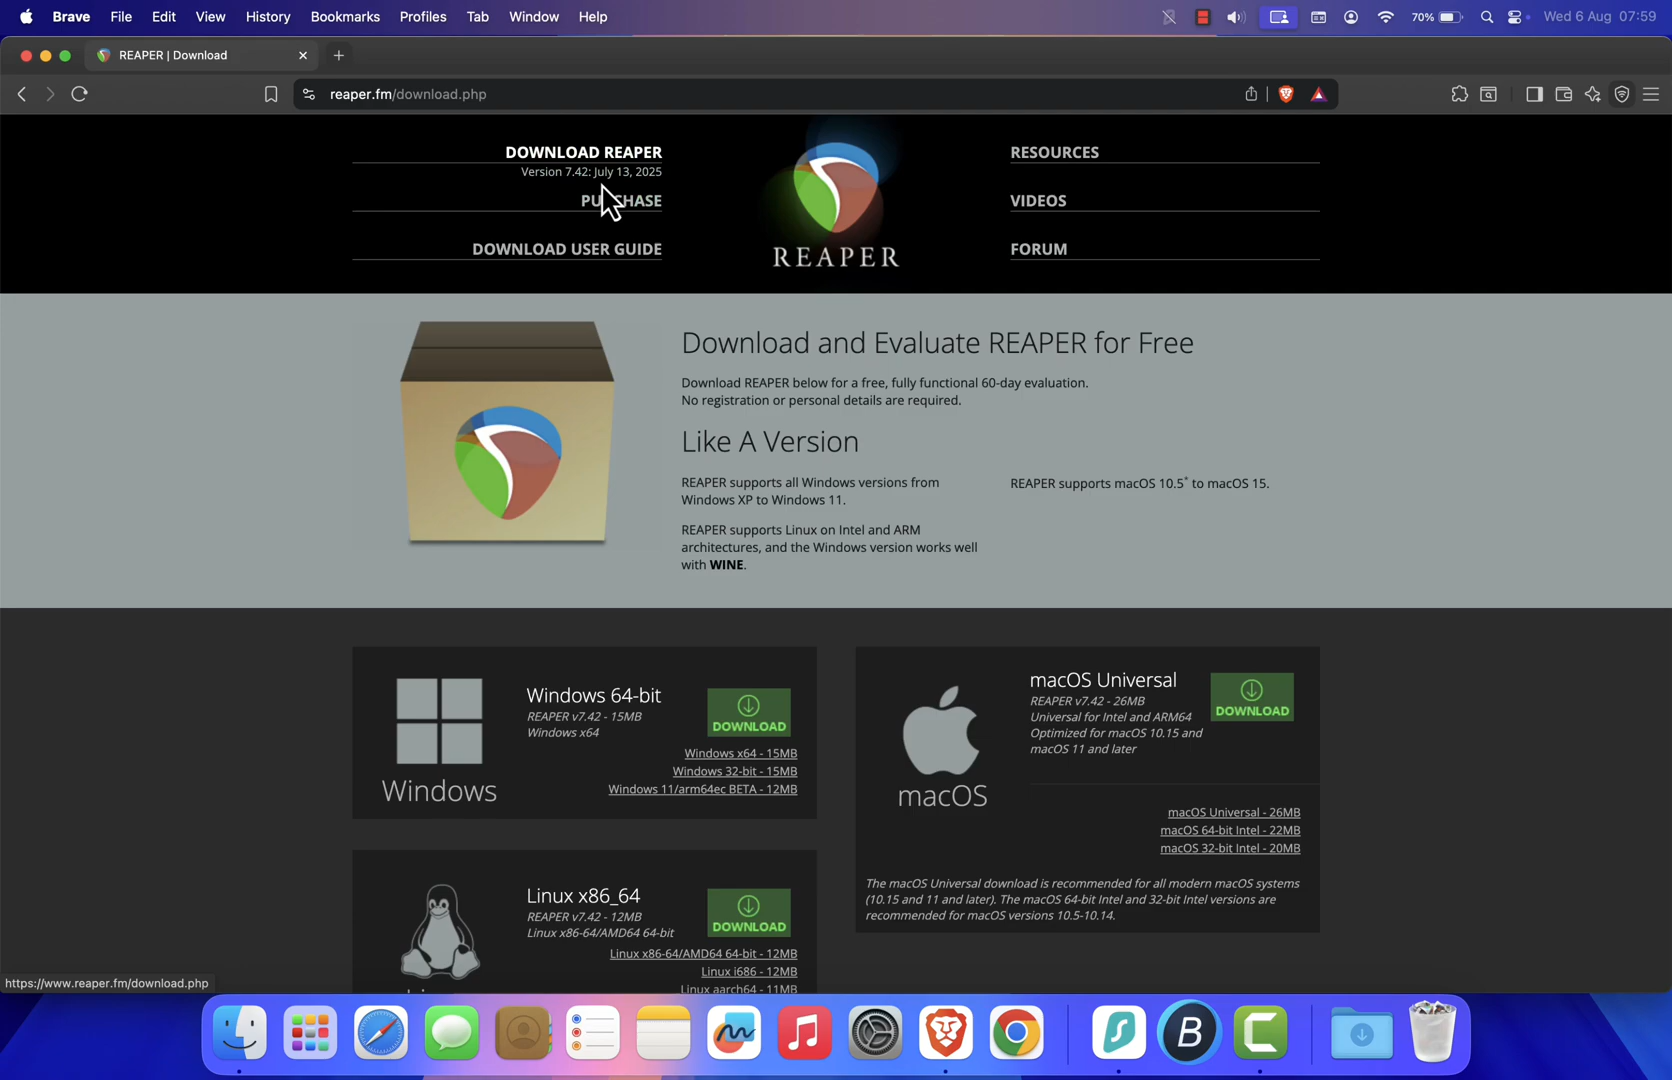 Brave File Edit View History Bookmarks Profiles Tab Window Help
70% Wed 6 Aug 07:59
REAPER | Download
reaper.fm/download.php
DOWNLOAD REAPER
Version 7.42: July 13, 2025
PURCHASE
DOWNLOAD USER GUIDE
REAPER
RESOURCES
VIDEOS
FORUM
Download and Evaluate REAPER for Free
Download REAPER below for a free, fully functional 60-day evaluation.
No registration or personal details are required.
Like A Version
REAPER supports all Windows versions from
Windows XP to Windows 11.
REAPER supports Linux on Intel and ARM
architectures, and the Windows version works well
with WINE.
REAPER supports macOS 10.5* to macOS 15.
Windows
Windows 64-bit
REAPER v7.42 - 15MB
Windows x64
DOWNLOAD
Windows x64 - 15MB
Windows 32-bit - 15MB
Windows 11/arm64ec BETA - 12MB
macOS
macOS Universal
REAPER v7.42 - 26MB
Universal for Intel and ARM64
Optimized for macOS 10.15 and
macOS 11 and later
DOWNLOAD
macOS Universal - 26MB
macOS 64-bit Intel - 22MB
macOS 32-bit Intel - 20MB
The macOS Universal download is recommended for all modern macOS systems
(10.15 and 11 and later). The macOS 64-bit Intel and 32-bit Intel versions are
recommended for macOS versions 10.5-10.14.
Linux x86_64
REAPER v7.42 - 12MB
Linux x86-64/AMD64 64-bit
DOWNLOAD
Linux x86-64/AMD64 64-bit - 12MB
Linux i686 - 12MB
Linux aarch64 - 11MB
https://www.reaper.fm/download.php